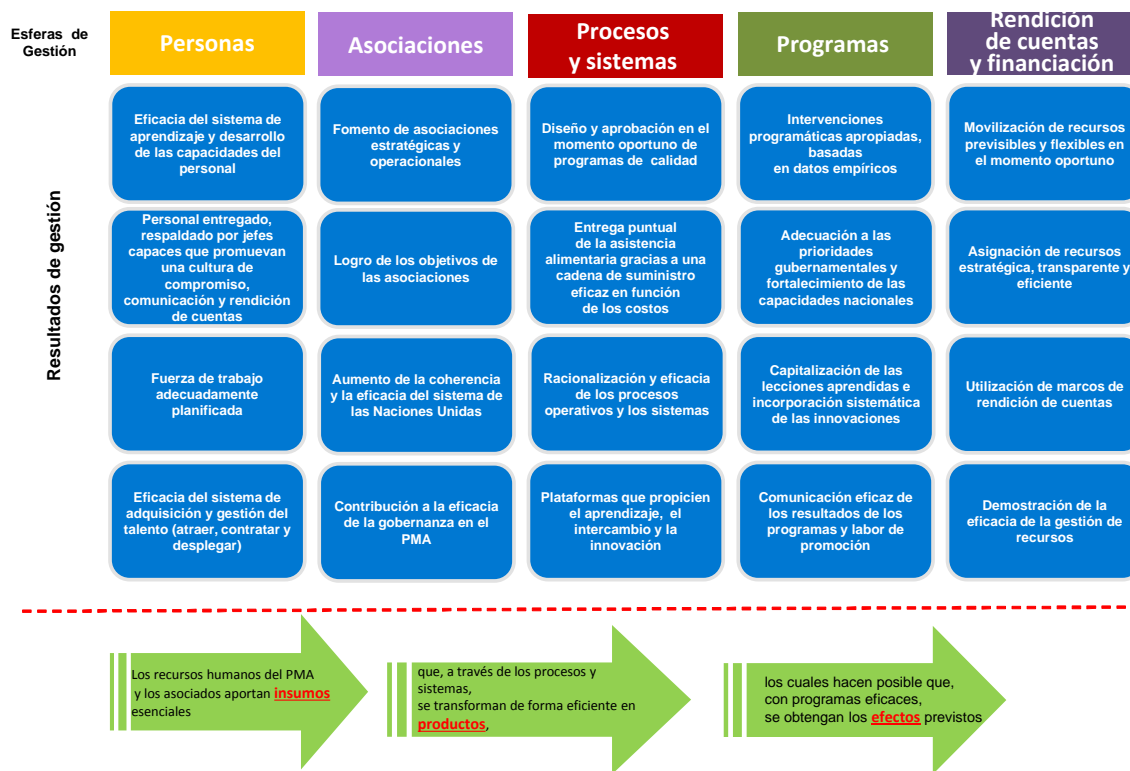 Esferas de
Gestión
Personas
Asociaciones
Procesos
y sistemas
Programas
Rendición
de cuentas
y financiación
Resultados de gestión
Eficacia del sistema de
aprendizaje y desarrollo
de las capacidades del
personal
Fomento de asociaciones
estratégicas y
operacionales
Diseño y aprobación en el
momento oportuno de
programas de calidad
Intervenciones
programáticas apropiadas,
basadas
en datos empíricos
Movilización de recursos
previsibles y flexibles en
el momento oportuno
Personal entregado,
respaldado por jefes
capaces que promuevan
una cultura de
compromiso,
comunicación y rendición
de cuentas
Logro de los objetivos de
las asociaciones
Entrega puntual
de la asistencia
alimentaria gracias a una
cadena de suministro
eficaz en función
de los costos
Adecuación a las
prioridades
gubernamentales y
fortalecimiento de las
capacidades nacionales
Asignación de recursos
estratégica, transparente y
eficiente
Fuerza de trabajo
adecuadamente
planificada
Aumento de la coherencia
y la eficacia del sistema de
las Naciones Unidas
Racionalización y eficacia
de los procesos
operativos y los sistemas
Capitalización de las
lecciones aprendidas e
incorporación sistemática
de las innovaciones
Utilización de marcos de
rendición de cuentas
Eficacia del sistema de
adquisición y gestión del
talento (atraer, contratar y
desplegar)
Contribución a la eficacia
de la gobernanza en el
PMA
Plataformas que propicien
el aprendizaje, el
intercambio y la
innovación
Comunicación eficaz de
los resultados de los
programas y labor de
promoción
Demostración de la
eficacia de la gestión de
recursos
Los recursos humanos del PMA
y los asociados aportan insumos
esenciales
que, a través de los procesos y
sistemas,
se transforman de forma eficiente en
productos,
los cuales hacen posible que,
con programas eficaces,
se obtengan los efectos previstos